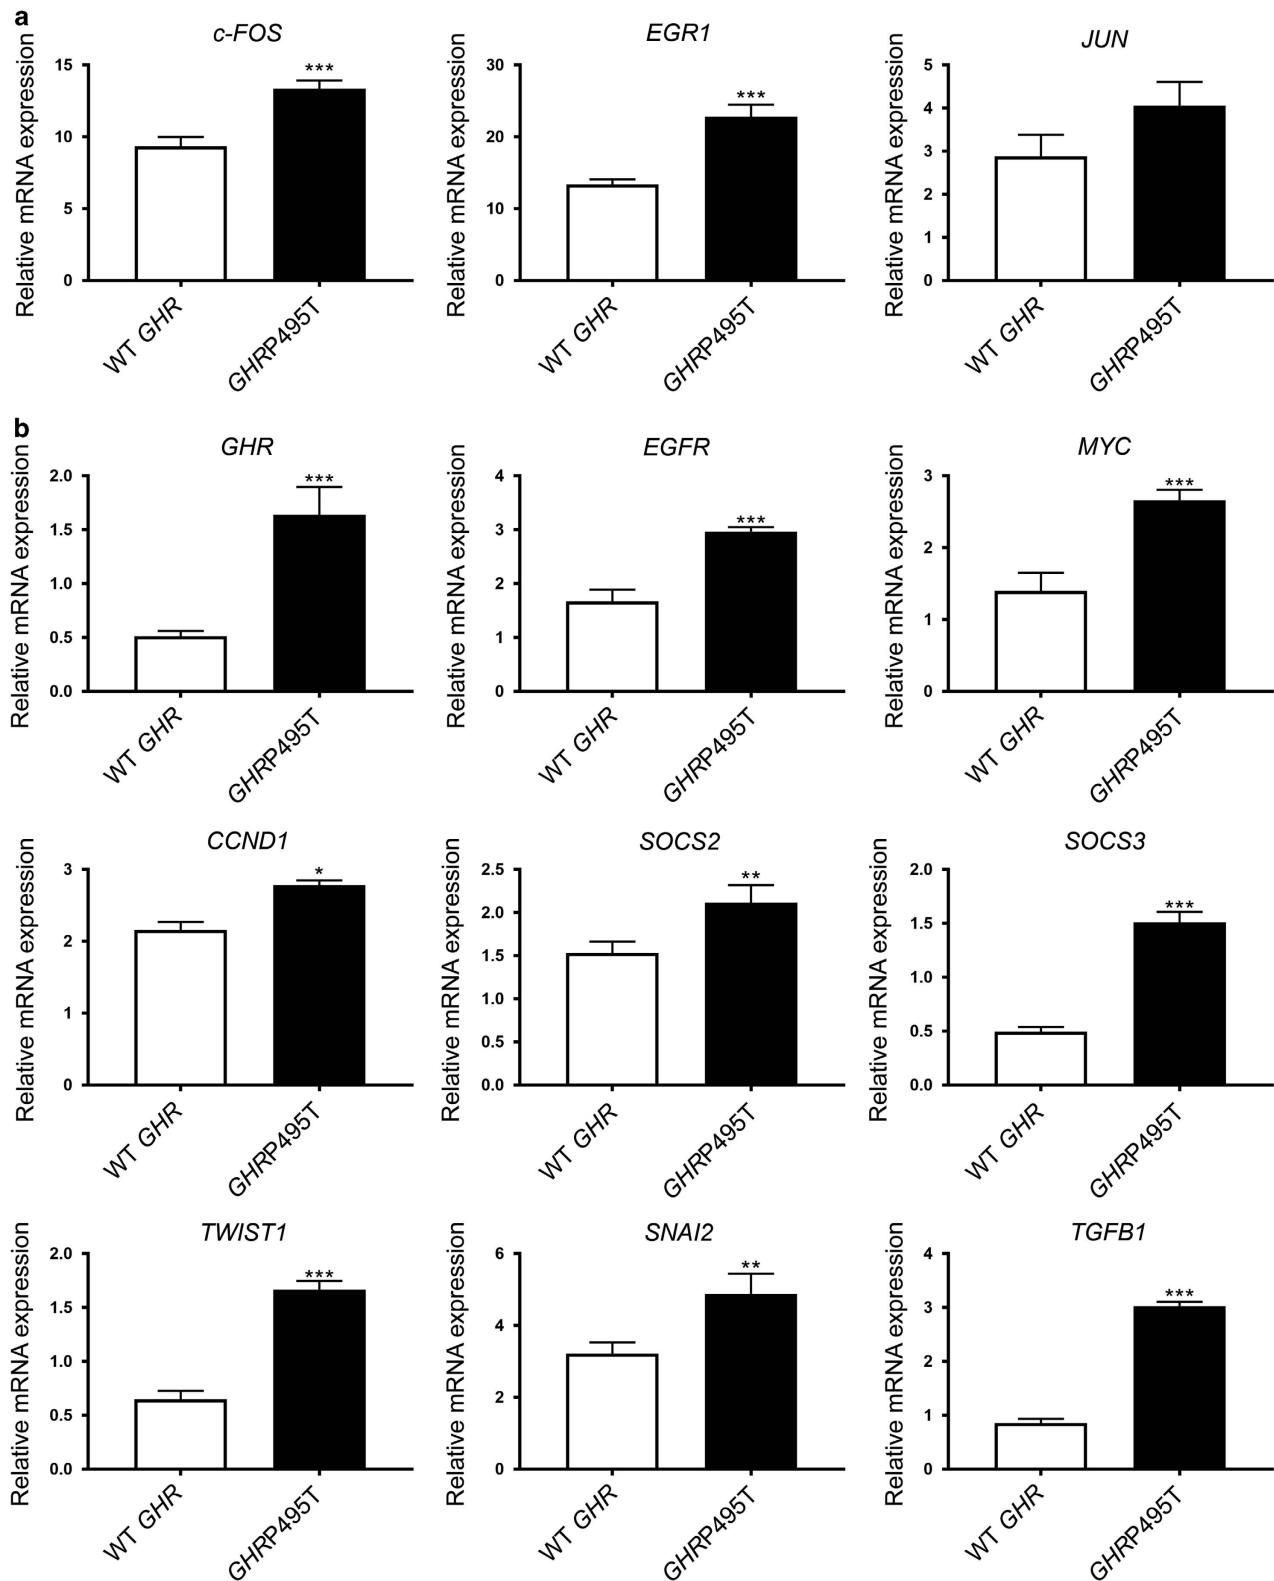 a
c-FOS
Relative mRNA expression
15
***
10
5
0
WT GHR
GHRP495T
EGR1
Relative mRNA expression
30
***
20
10
0
WT GHR
GHRP495T
JUN
Relative mRNA expression
5
4
3
2
1
0
WT GHR
GHRP495T
b
GHR
Relative mRNA expression
2.0
***
1.5
1.0
0.5
0.0
WT GHR
GHRP495T
EGFR
Relative mRNA expression
4
***
3
2
1
0
WT GHR
GHRP495T
MYC
Relative mRNA expression
3
***
2
1
0
WT GHR
GHRP495T
CCND1
Relative mRNA expression
3
*
2
1
0
WT GHR
GHRP495T
SOCS2
Relative mRNA expression
2.5
**
2.0
1.5
1.0
0.5
0.0
WT GHR
GHRP495T
SOCS3
Relative mRNA expression
2.0
***
1.5
1.0
0.5
0.0
WT GHR
GHRP495T
TWIST1
Relative mRNA expression
2.0
***
1.5
1.0
0.5
0.0
WT GHR
GHRP495T
SNAI2
Relative mRNA expression
6
**
4
2
0
WT GHR
GHRP495T
TGFB1
Relative mRNA expression
4
***
3
2
1
0
WT GHR
GHRP495T